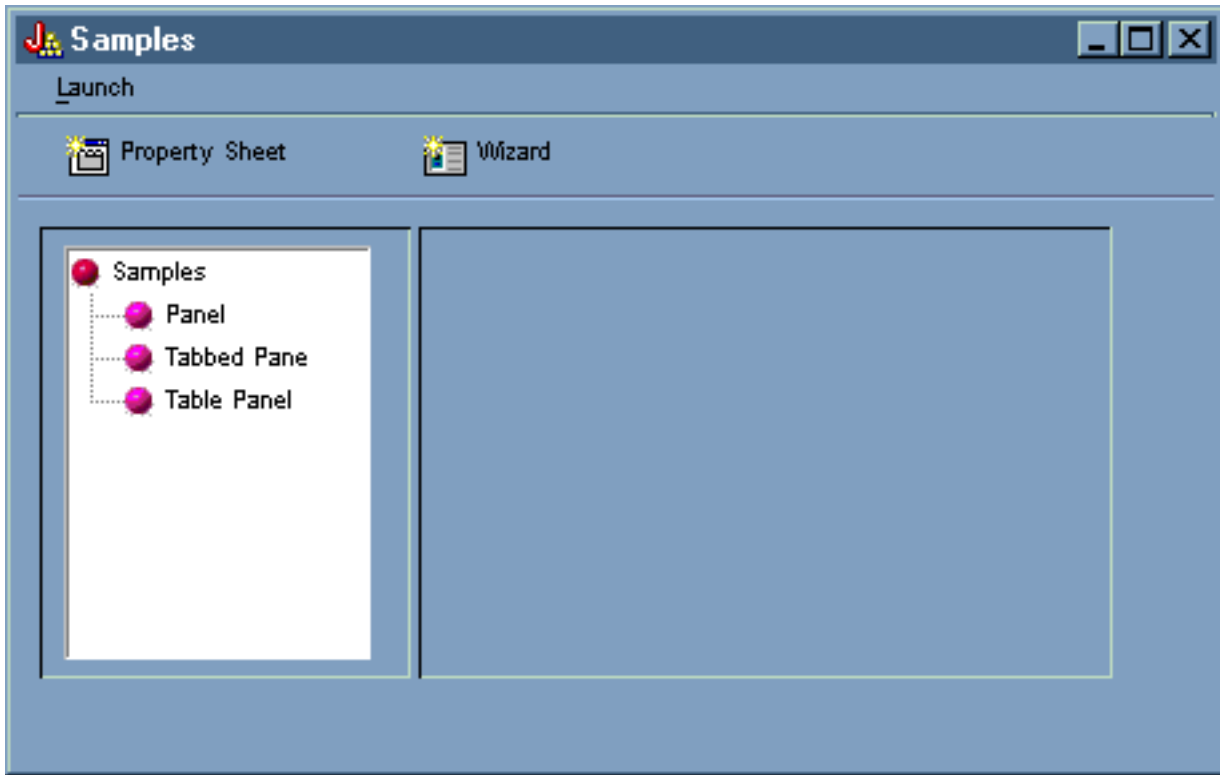 Samples
Launch
Property Sheet Wizard
Samples
Panel
Tabbed Pane
Table Panel